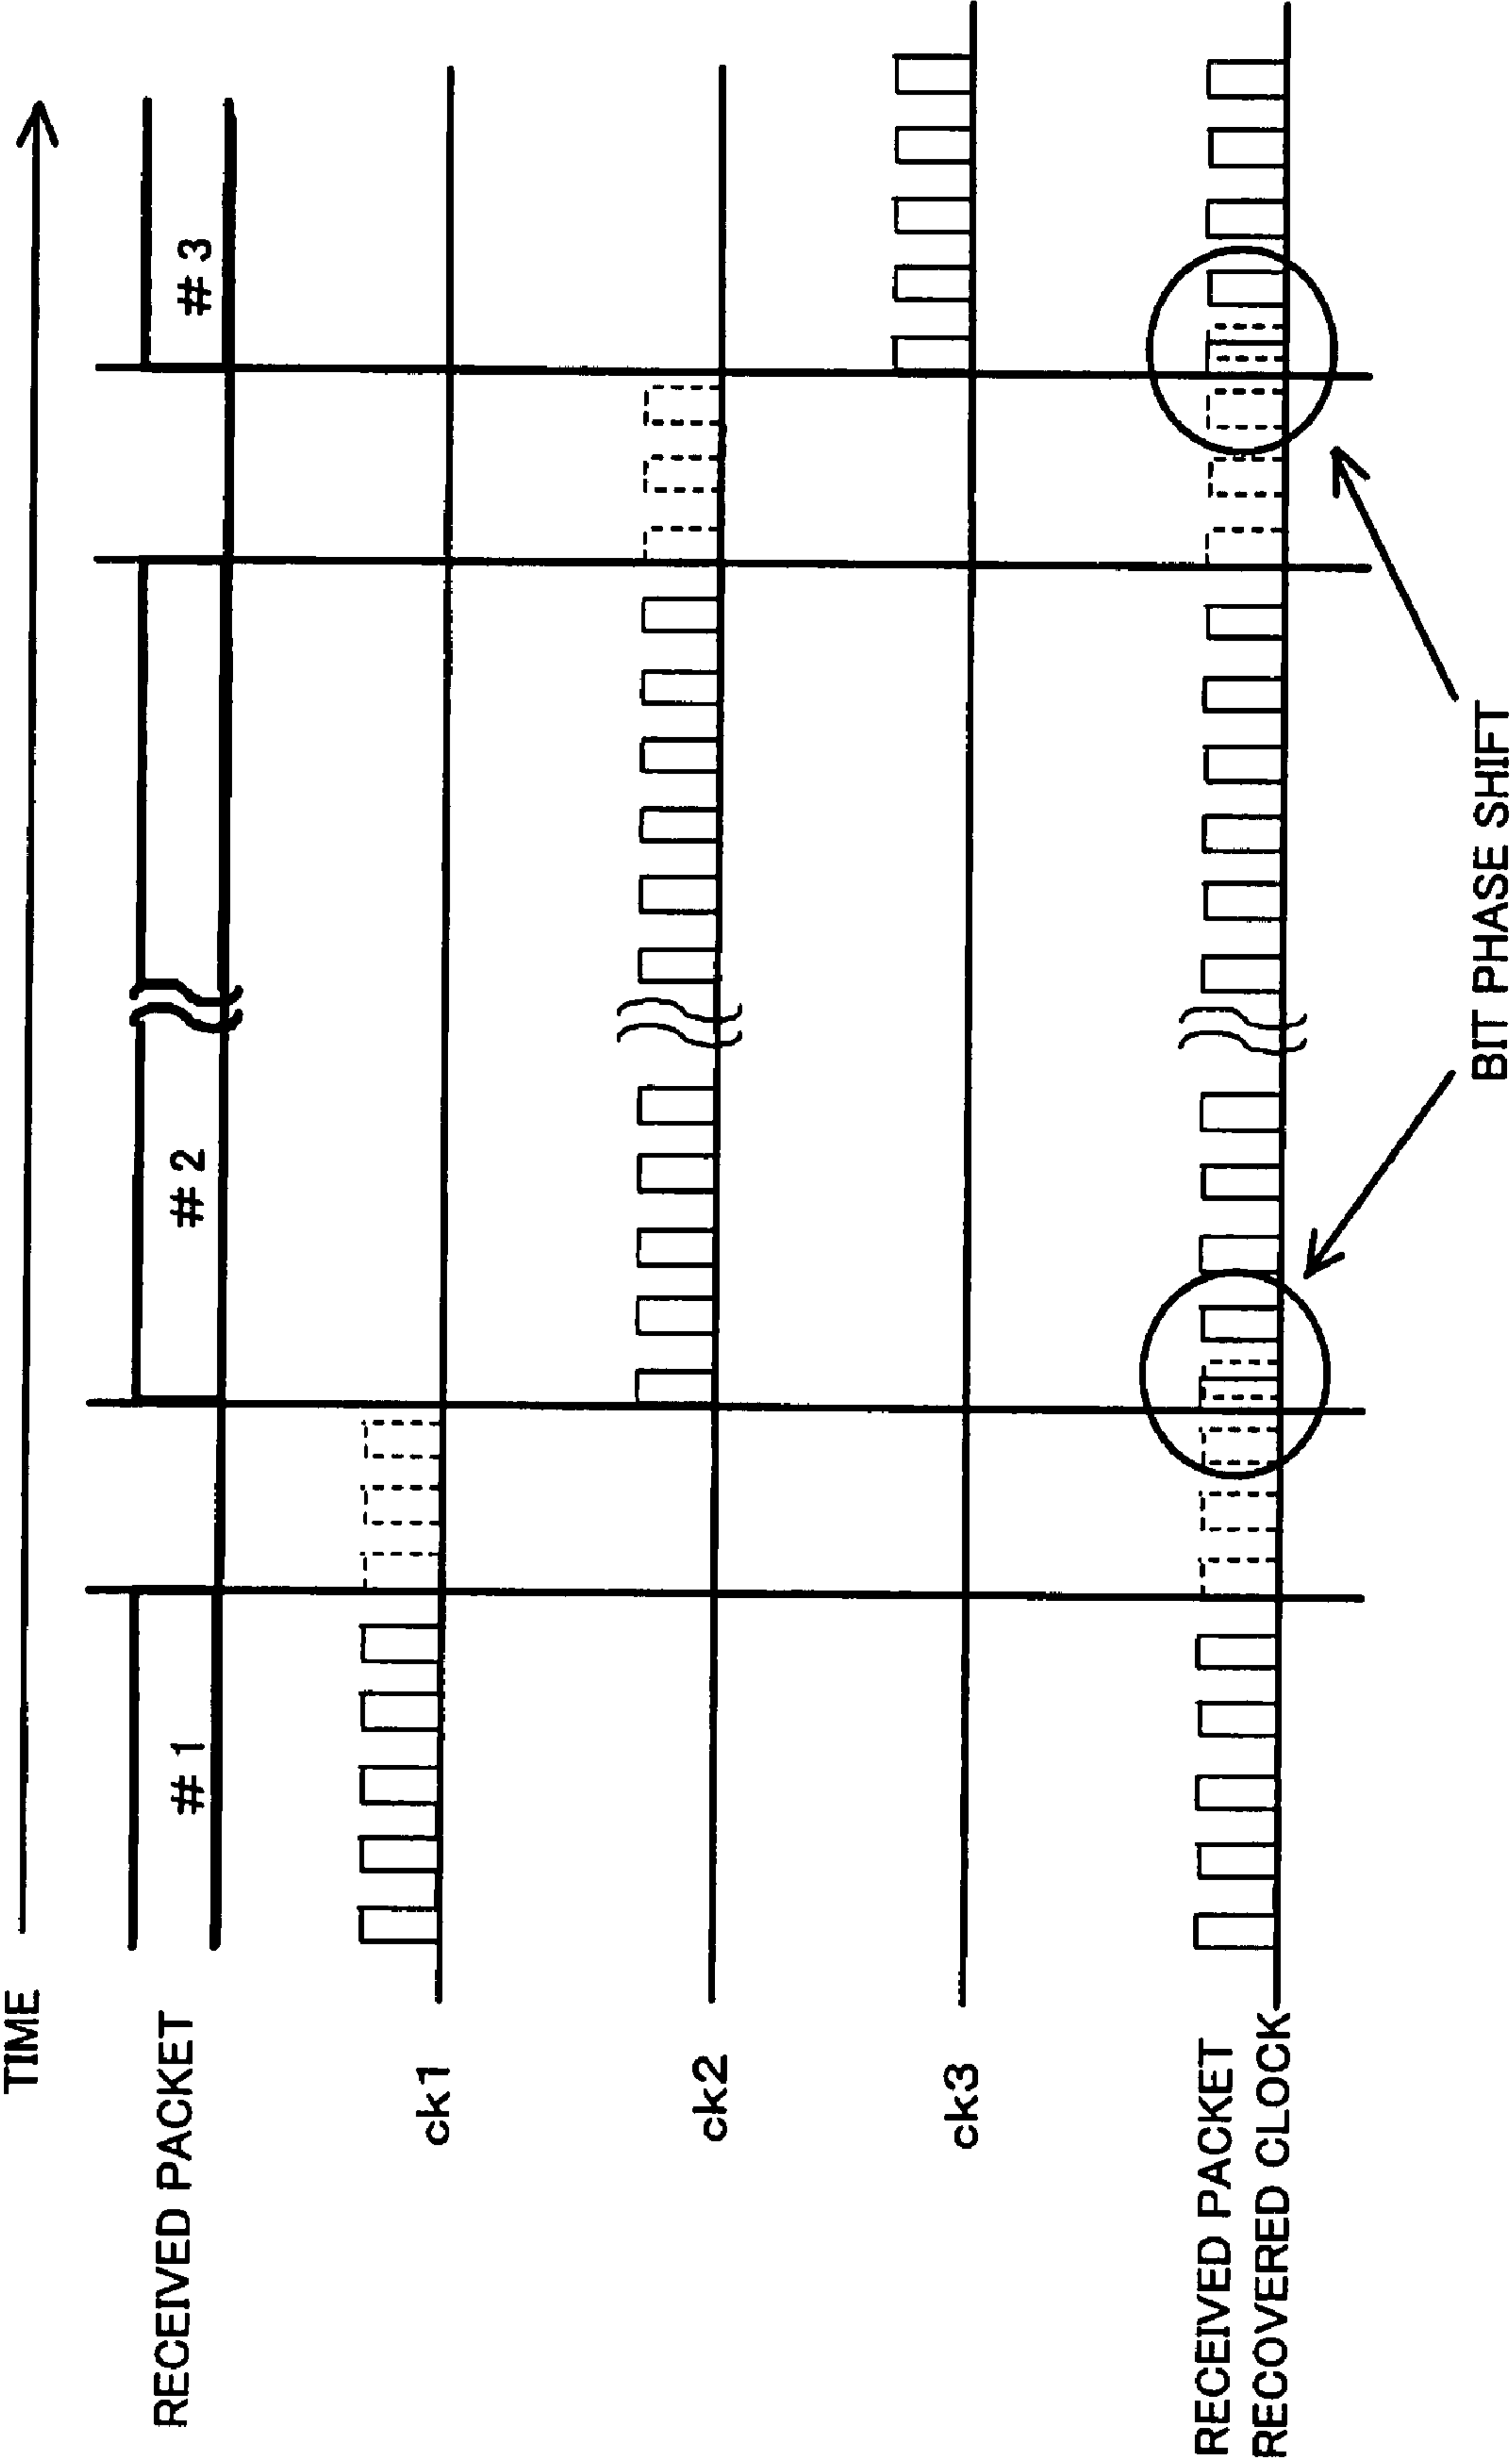 TIME
RECEIVED PACKET
# 1
# 2
# 3
ck1
ck2
ck3
RECEIVED PACKET
RECOVERED CLOCK
BIT PHASE SHIFT